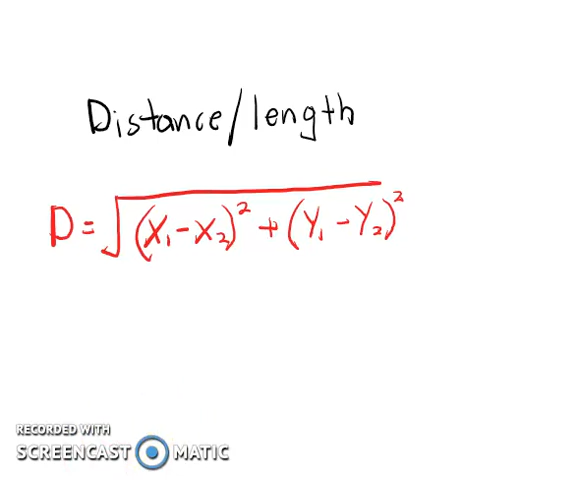 Distance/length
D = √(X₁ - X₂)² + (Y₁ - Y₂)²
RECORDED WITH
SCREENCAST MATIC